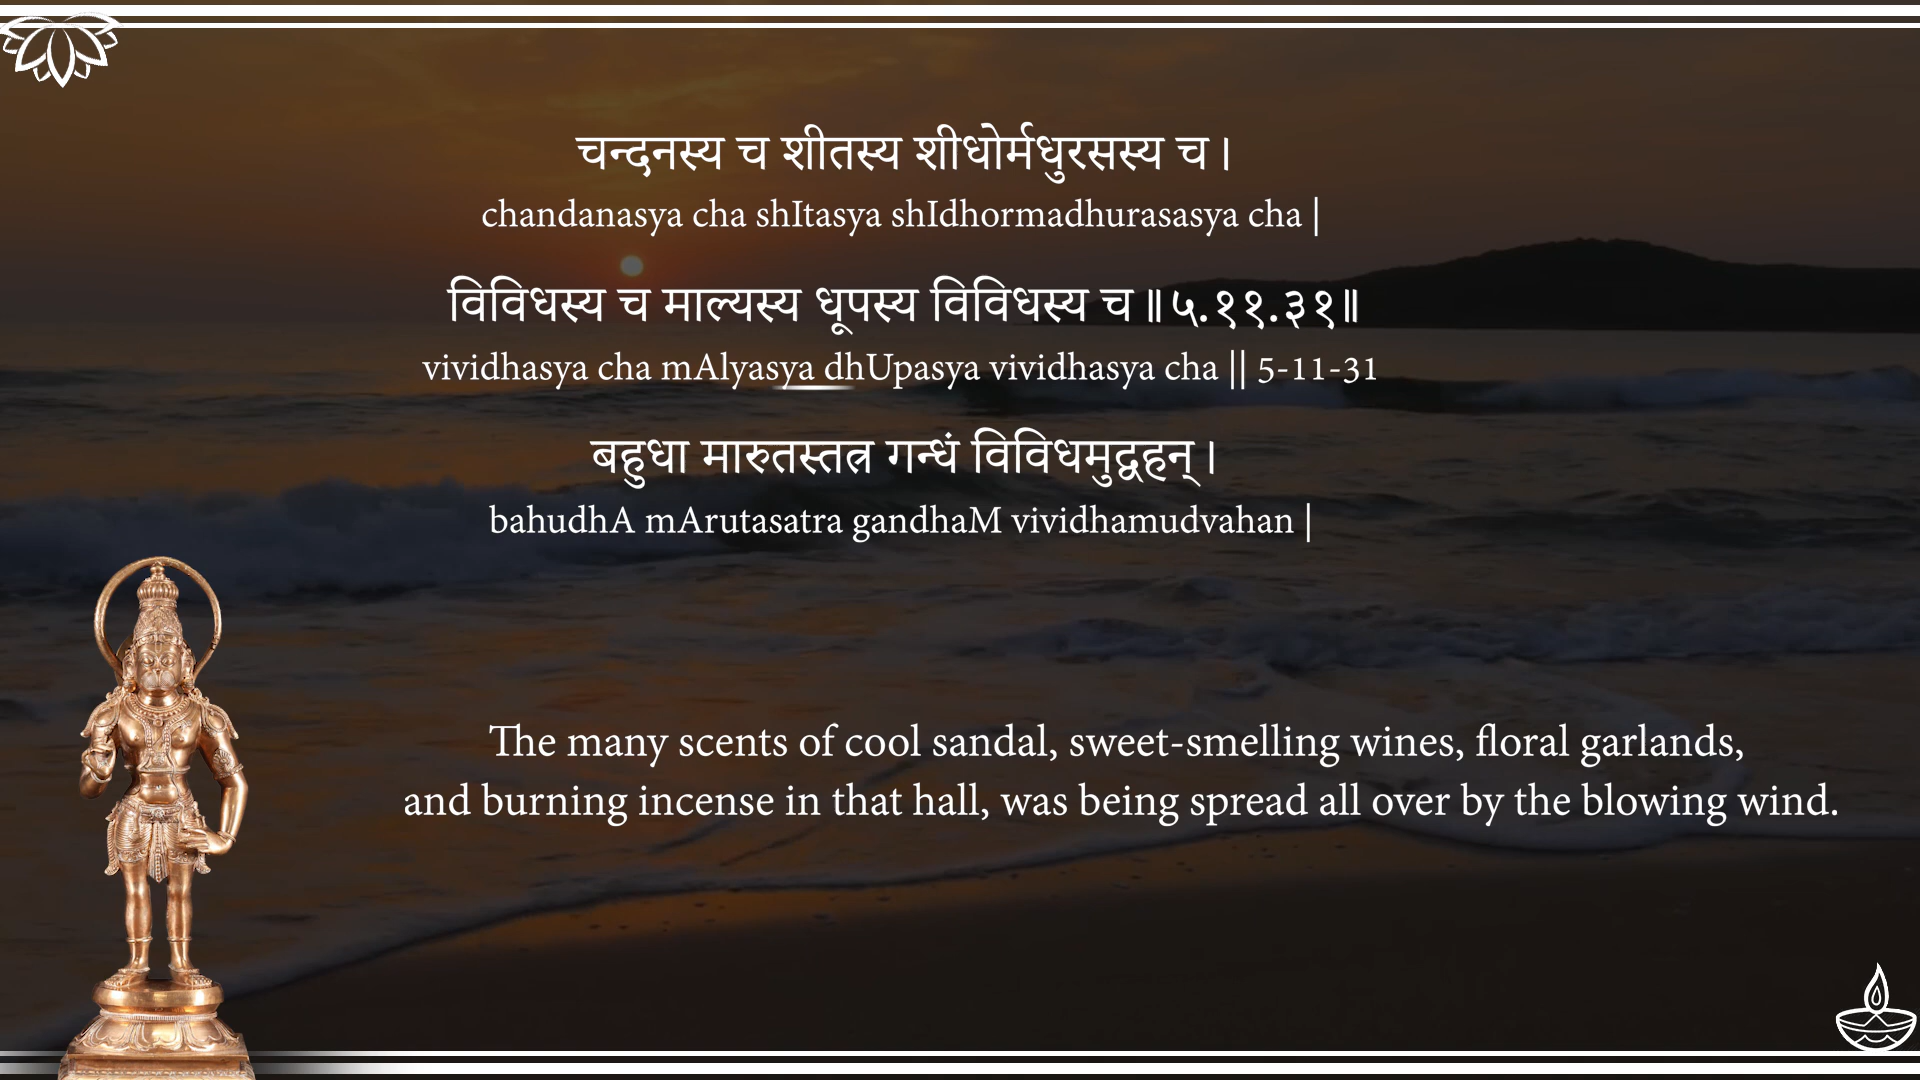 चन्दनस्य च शीतस्य शीधोर्मधुरसस्य च।
chandanasya cha shItasya shIdhormadhurasasya cha |
विविधस्य च माल्यस्य धूपस्य विविधस्य च॥५.११.३१॥
vividhasya cha mAlyasya dhUpasya vividhasya cha || 5-11-31
बहुधा मारुतस्तत्र गन्धं विविधमुद्वहन्।
bahudhA mArutasatra gandhaM vividhamudvahan |
The many scents of cool sandal, sweet-smelling wines, floral garlands,
and burning incense in that hall, was being spread all over by the blowing wind.